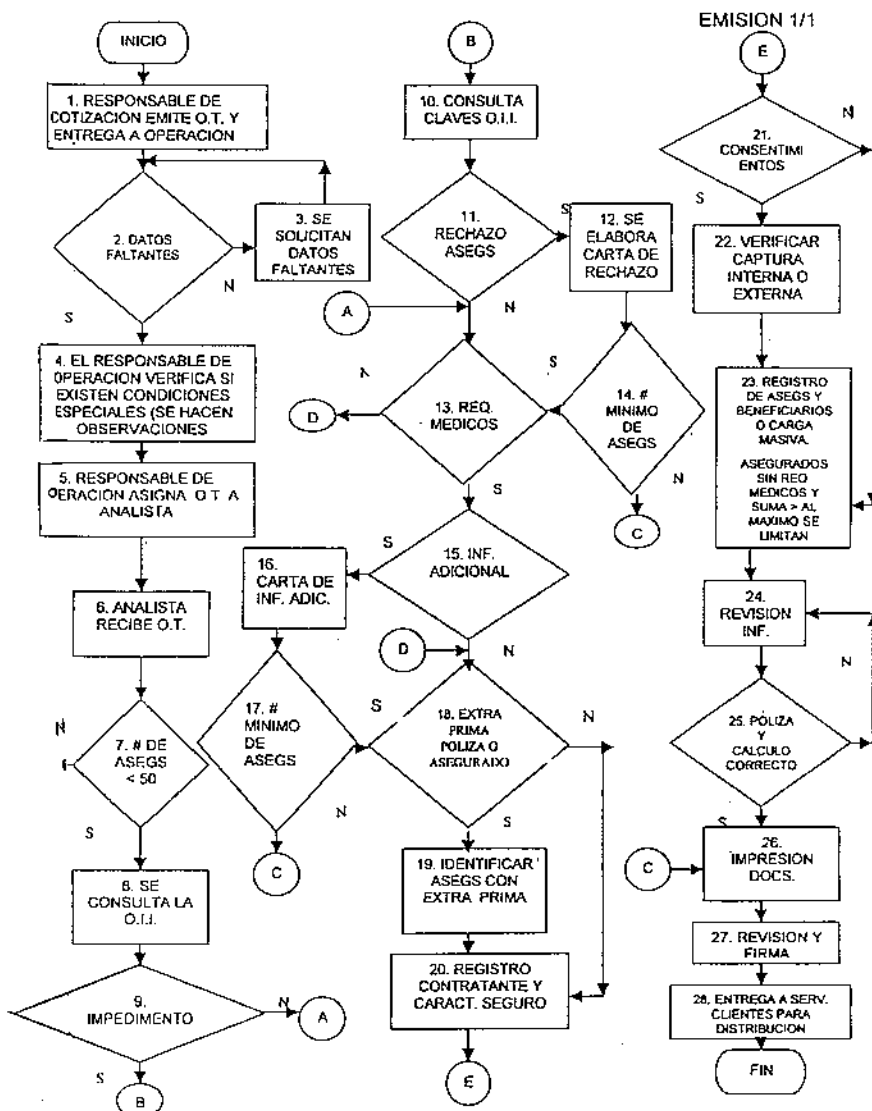 EMISION 1/1
INICIO
1. RESPONSABLE DE
COTIZACION EMITE O.T. Y
ENTREGA A OPERACION
2. DATOS
FALTANTES
N
S
3. SE
SOLICITAN
DATOS
FALTANTES
4. EL RESPONSABLE DE
OPERACION VERIFICA SI
EXISTEN CONDICIONES
ESPECIALES (SE HACEN
OBSERVACIONES
5. RESPONSABLE DE
OPERACIÓN ASIGNA O.T. A
ANALISTA
6. ANALISTA
RECIBE O.T.
N
7. # DE
ASEGS
< 50
S
8. SE
CONSULTA LA
O.I.I.
9.
IMPEDIMENTO
N
A
S
B
B
10. CONSULTA
CLAVES O.I.I.
11.
RECHAZO
ASEGS
S
N
12. SE
ELABORA
CARTA DE
RECHAZO
A
13. REQ.
MEDICOS
N
D
S
S
14. #
MINIMO
DE
ASEGS
N
C
15. INF.
ADICIONAL
S
N
16.
CARTA DE
INF. ADIC.
D
17. #
MINIMO
DE
ASEGS
S
N
C
18. EXTRA
PRIMA
POLIZA O
ASEGURADO
N
S
19. IDENTIFICAR
ASEGS CON
EXTRA PRIMA
20. REGISTRO
CONTRATANTE Y
CARACT. SEGURO
E
E
21.
CONSENTIMI
ENTOS
N
S
22. VERIFICAR
CAPTURA
INTERNA O
EXTERNA
23. REGISTRO
DE ASEGS Y
BENEFICIARIOS
O CARGA
MASIVA.
ASEGURADOS
SIN REQ
MEDICOS Y
SUMA > AL
MAXIMO SE
LIMITAN
24.
REVISION
INF.
25. POLIZA
Y
CALCULO
CORRECTO
N
S
26.
IMPRESIÓN
DOCS.
C
27. REVISION Y
FIRMA
28. ENTREGA A SERV.
CLIENTES PARA
DISTRIBUCION
FIN